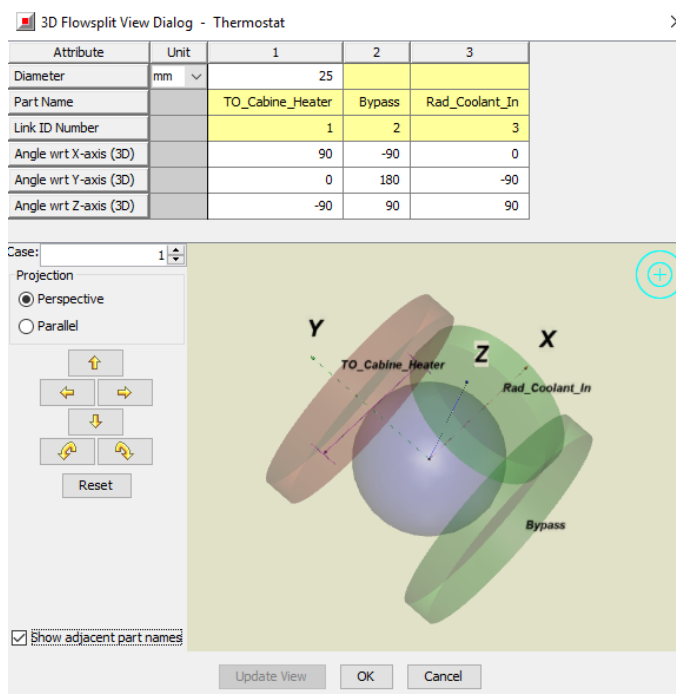 3D Flowsplit View Dialog - Thermostat
Attribute Unit 1 2 3
Diameter mm 25
Part Name TO_Cabine_Heater Bypass Rad_Coolant_In
Link ID Number 1 2 3
Angle wrt X-axis (3D) 90 -90 0
Angle wrt Y-axis (3D) 0 180 -90
Angle wrt Z-axis (3D) -90 90 90
Case: 1
Projection
Perspective
Parallel
Reset
Show adjacent part names
Y
X
Z
TO_Cabine_Heater
Rad_Coolant_In
Bypass
Update View OK Cancel